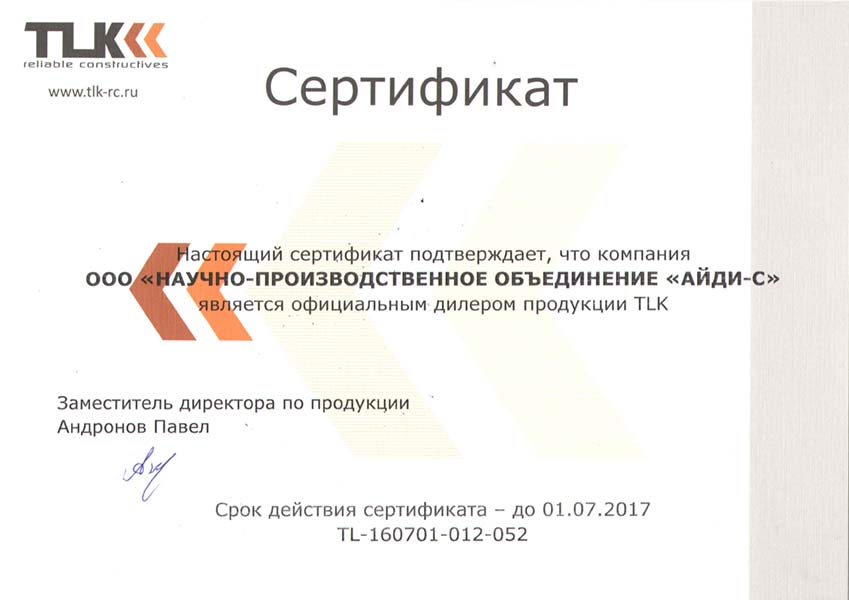 TLK
reliable constructives
www.tlk-rc.ru
Сертификат
Настоящий сертификат подтверждает, что компания
ООО «НАУЧНО-ПРОИЗВОДСТВЕННОЕ ОБЪЕДИНЕНИЕ «АЙДИ-С»
является официальным дилером продукции TLK
Заместитель директора по продукции
Андронов Павел
Срок действия сертификата – до 01.07.2017
TL-160701-012-052